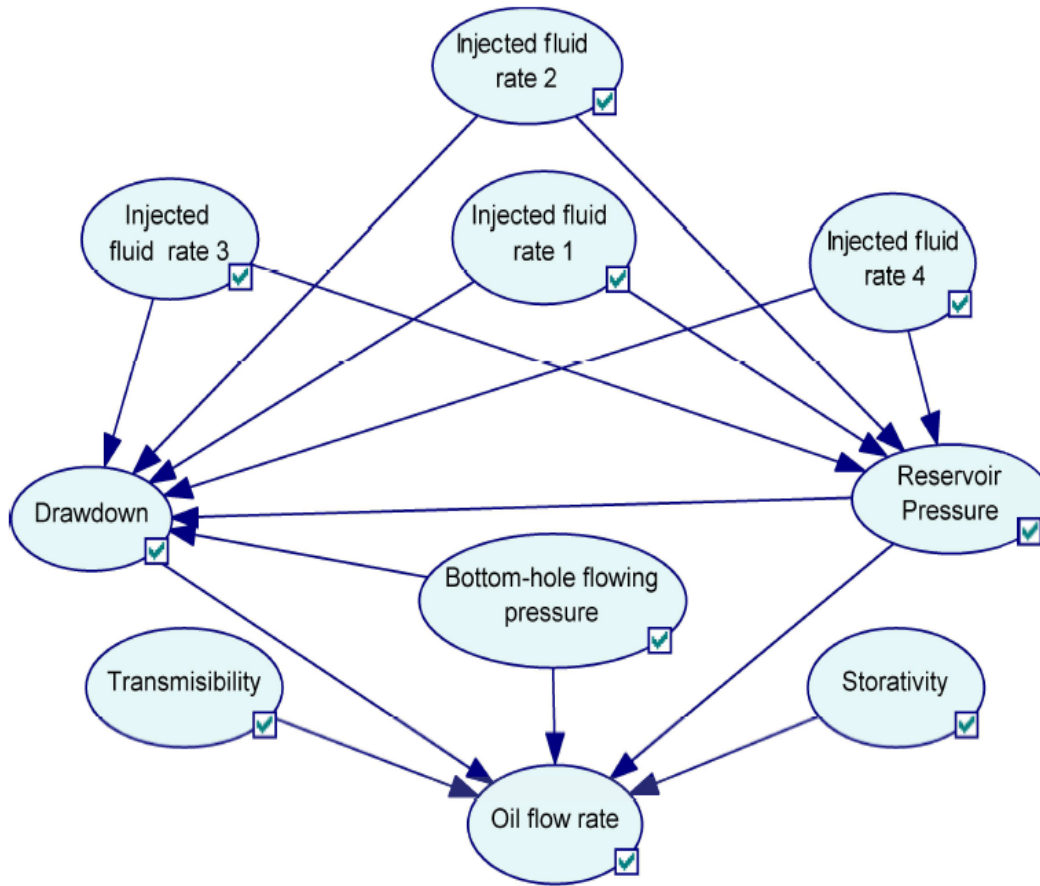 Injected fluid
rate 2
Injected
fluid rate 3
Injected fluid
rate 1
Injected fluid
rate 4
Drawdown
Reservoir
Pressure
Bottom-hole flowing
pressure
Transmisibility
Storativity
Oil flow rate